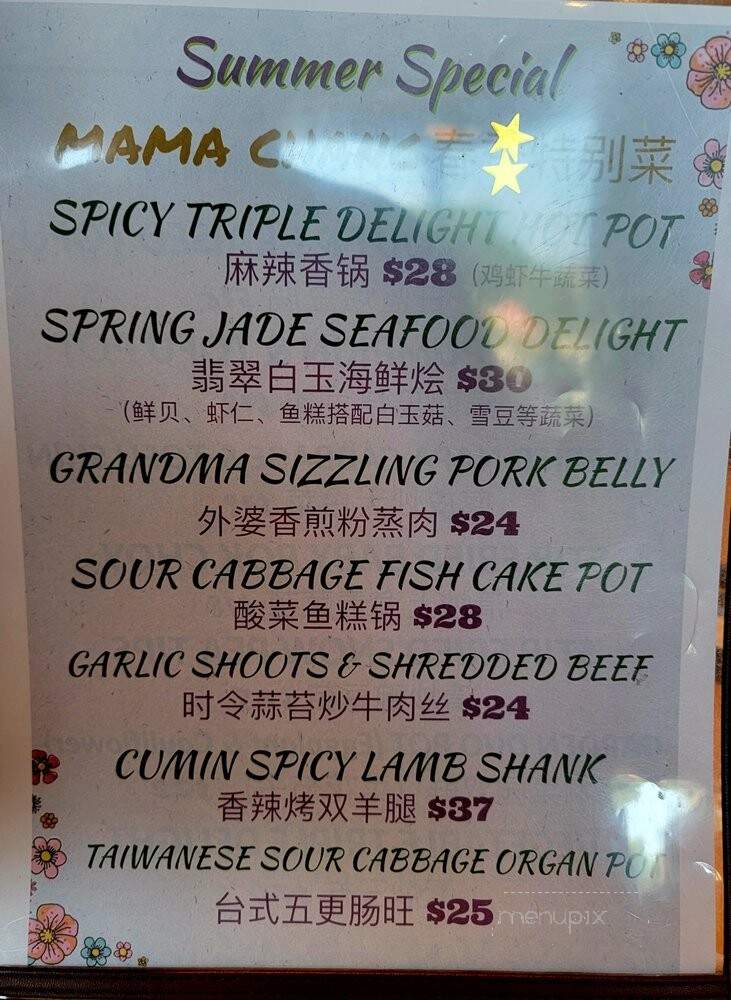 Summer Special
MAMA 特别菜
SPICY TRIPLE DELIGHT HOT POT
麻辣香锅 $28 (鸡虾牛蔬菜)
SPRING JADE SEAFOOD DELIGHT
翡翠白玉海鲜烩 $30
(鲜贝、虾仁、鱼糕搭配白玉菇、雪豆等蔬菜)
GRANDMA SIZZLING PORK BELLY
外婆香煎粉蒸肉 $24
SOUR CABBAGE FISH CAKE POT
酸菜鱼糕锅 $28
GARLIC SHOOTS & SHREDDED BEEF
时令蒜苔炒牛肉丝 $24
CUMIN SPICY LAMB SHANK
香辣烤双羊腿 $37
TAIWANESE SOUR CABBAGE ORGAN POT
台式五更肠旺 $25
menupix